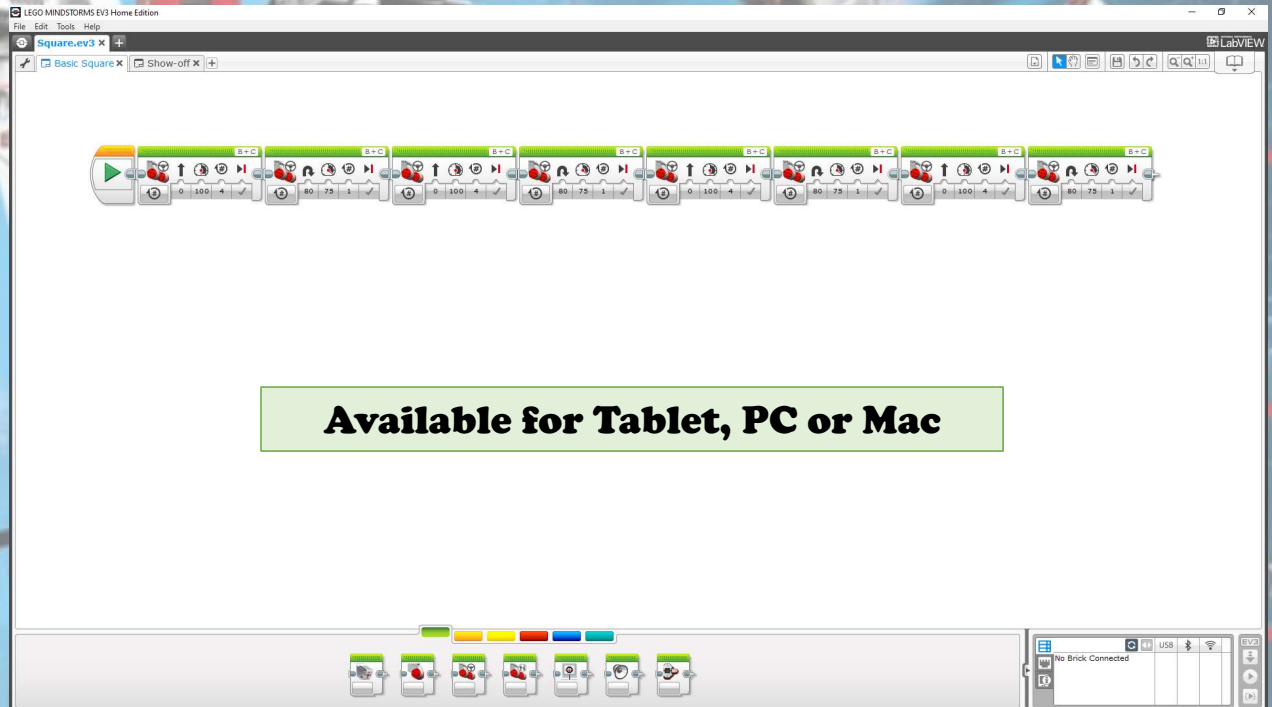 LEGO MINDSTORMS EV3 Home Edition
File Edit Tools Help
Square.ev3
LabVIEW
Basic Square
Show-off
1:1
B + C B + C B + C B + C B + C B + C B + C B + C
# # # # # # # #
# 0 100 4 # 80 75 1 # 0 100 4 # 80 75 1 # 0 100 4 # 80 75 1 # 0 100 4 # 80 75 1
Available for Tablet, PC or Mac
USB
EV3
No Brick Connected